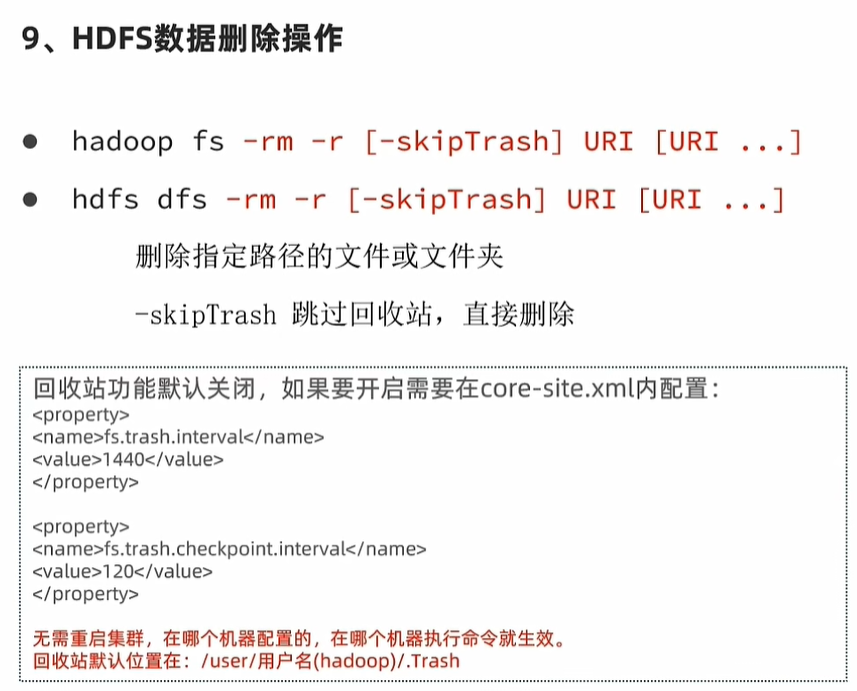 9、HDFS数据删除操作
● hadoop fs -rm -r [-skipTrash] URI [URI ...]
● hdfs dfs -rm -r [-skipTrash] URI [URI ...]
删除指定路径的文件或文件夹
-skipTrash 跳过回收站，直接删除
回收站功能默认关闭，如果要开启需要在core-site.xml内配置：
<property>
<name>fs.trash.interval</name>
<value>1440</value>
</property>
<property>
<name>fs.trash.checkpoint.interval</name>
<value>120</value>
</property>
无需重启集群，在哪个机器配置的，在哪个机器执行命令就生效。
回收站默认位置在：/user/用户名(hadoop)/.Trash